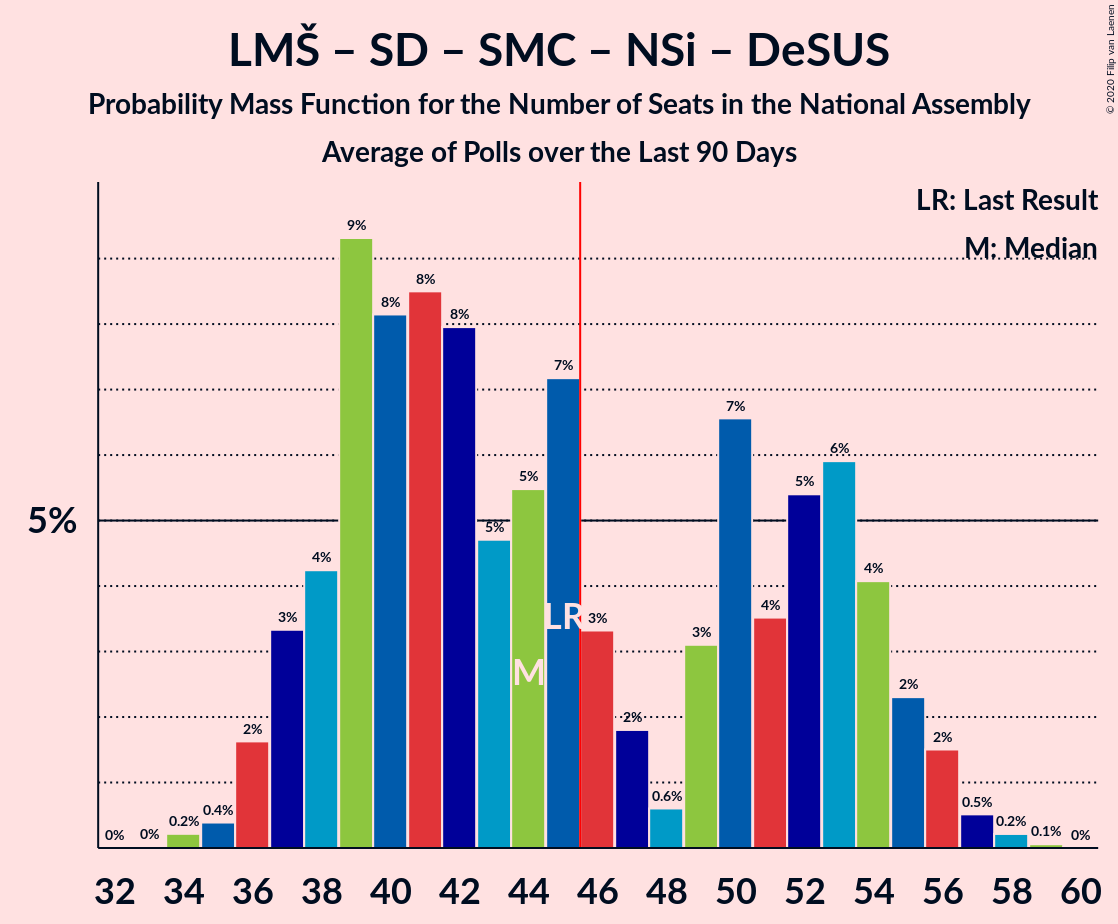 LMŠ – SD – SMC – NSi – DeSUS
Probability Mass Function for the Number of Seats in the National Assembly
Average of Polls over the Last 90 Days
© 2020 Filip van Laenen
LR: Last Result
M: Median
5%
0% 0% 0.2% 0.4% 2% 3% 4% 9% 8% 8% 8% 5% 5% 7% 3% 2% 0.6% 3% 7% 4% 5% 6% 4% 2% 2% 0.5% 0.2% 0.1% 0%
LR
M
32 34 36 38 40 42 44 46 48 50 52 54 56 58 60